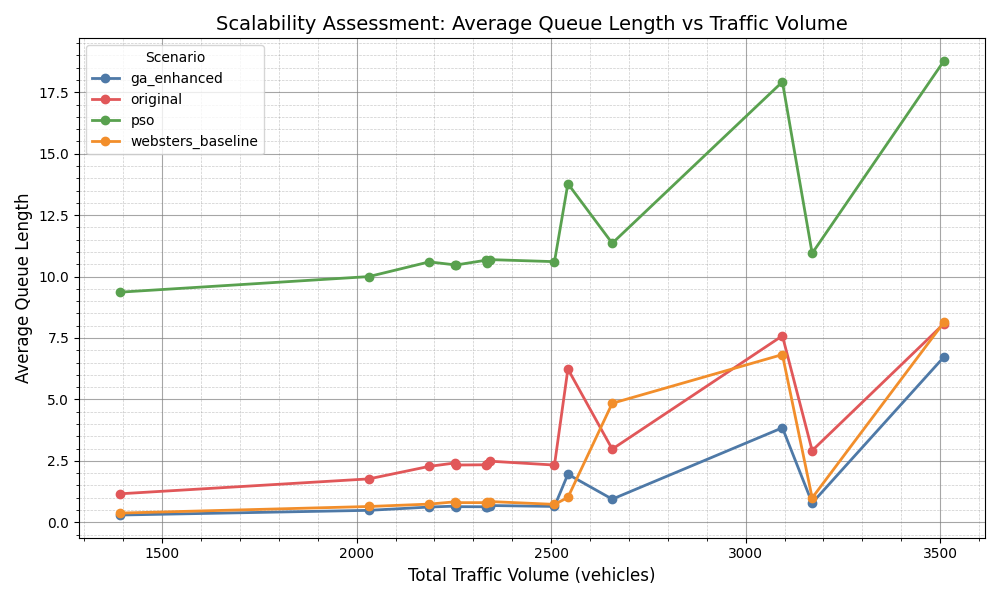 Scalability Assessment: Average Queue Length vs Traffic Volume
Scenario
ga_enhanced
original
pso
websters_baseline
Average Queue Length
17.5
15.0
12.5
10.0
7.5
5.0
2.5
0.0
1500 2000 2500 3000 3500
Total Traffic Volume (vehicles)